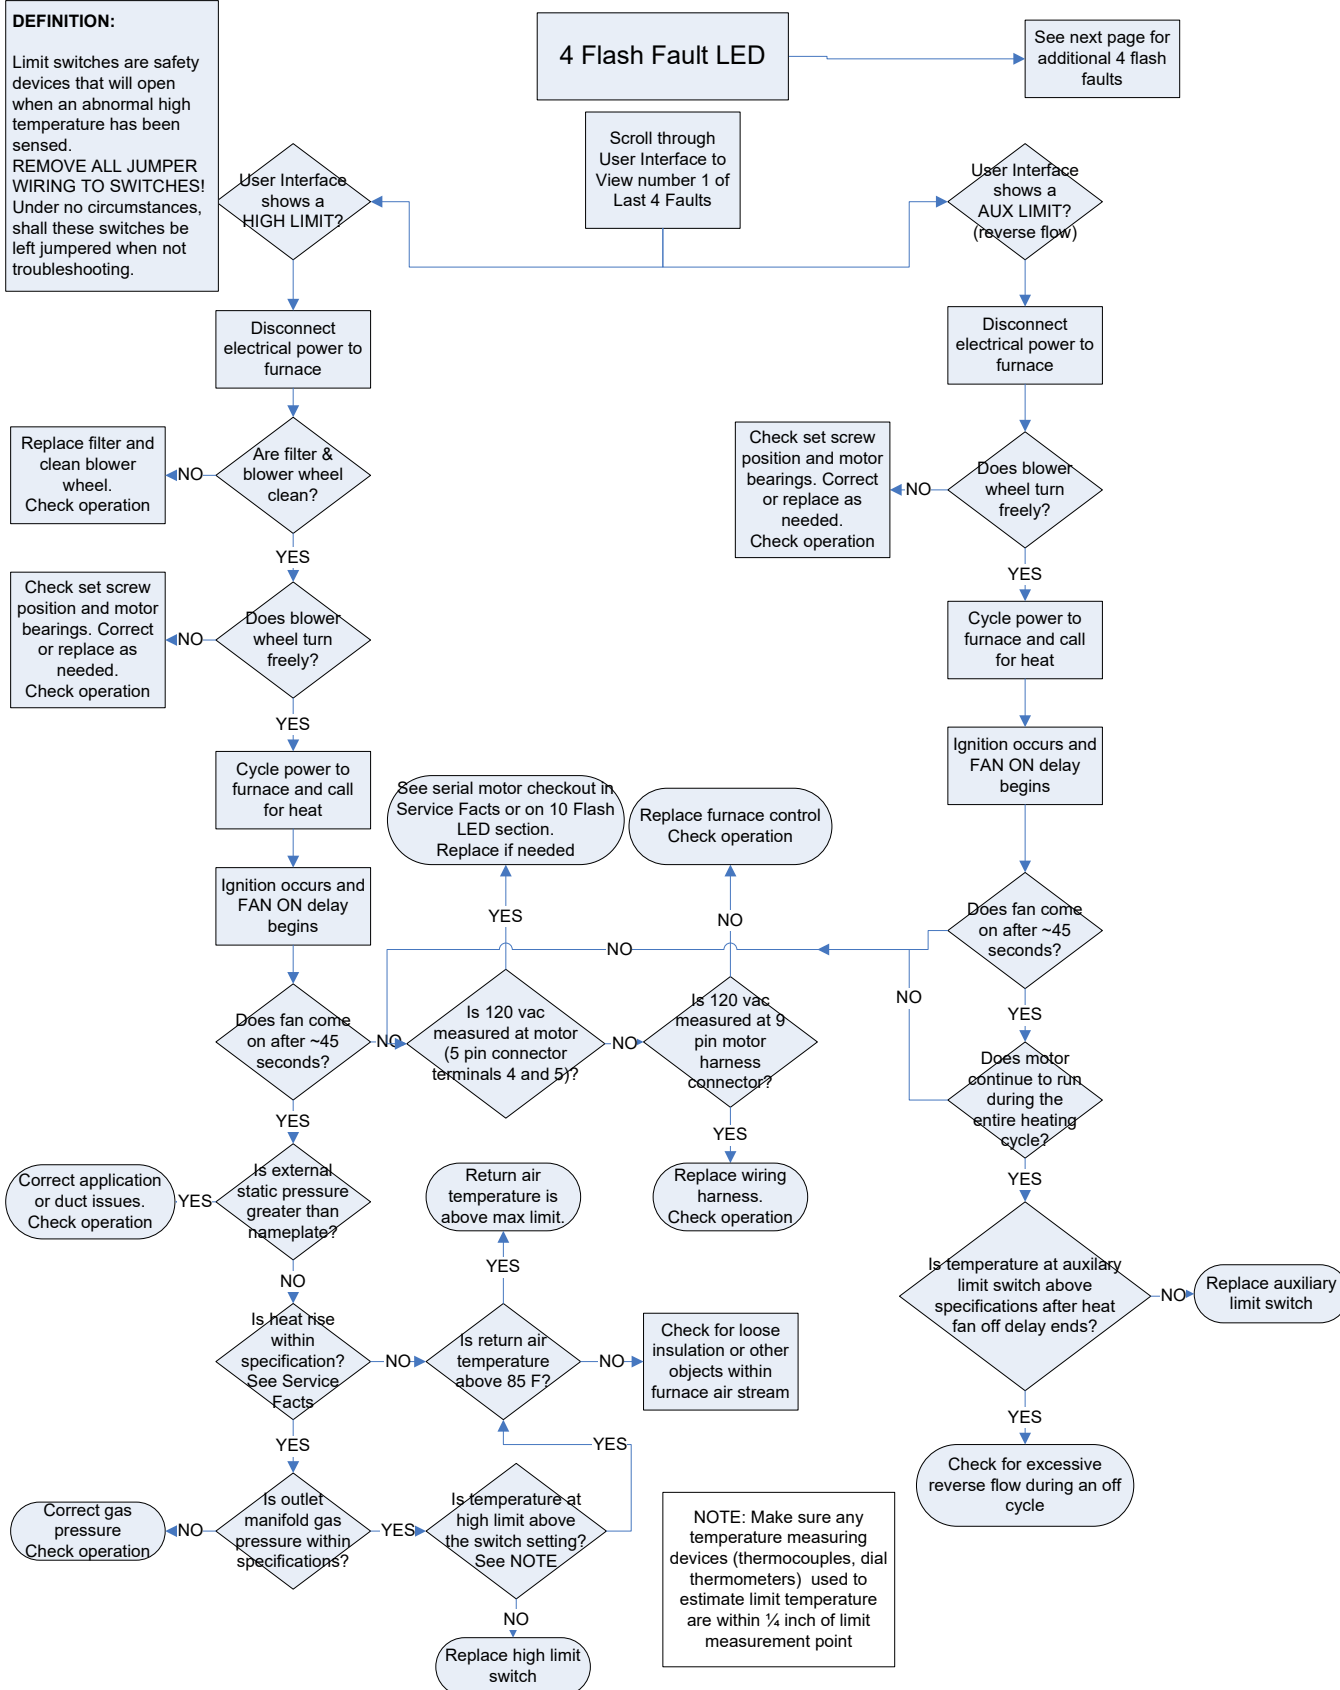 DEFINITION:
Limit switches are safety
devices that will open
when an abnormal high
temperature has been
sensed.
REMOVE ALL JUMPER
WIRING TO SWITCHES!
Under no circumstances,
shall these switches be
left jumpered when not
troubleshooting.
4 Flash Fault LED
See next page for
additional 4 flash
faults
Scroll through
User Interface to
View number 1 of
Last 4 Faults
User Interface
shows a
HIGH LIMIT?
Disconnect
electrical power to
furnace
Are filter &
blower wheel
clean?
NO
Replace filter and
clean blower
wheel.
Check operation
YES
Does blower
wheel turn
freely?
NO
Check set screw
position and motor
bearings. Correct
or replace as
needed.
Check operation
YES
Cycle power to
furnace and call
for heat
Ignition occurs and
FAN ON delay
begins
Does fan come
on after ~45
seconds?
NO
Is 120 vac
measured at motor
(5 pin connector
terminals 4 and 5)?
YES
See serial motor checkout in
Service Facts or on 10 Flash
LED section.
Replace if needed
NO
Is 120 vac
measured at 9
pin motor
harness
connector?
NO
Replace furnace control
Check operation
YES
Replace wiring
harness.
Check operation
YES
Is external
static pressure
greater than
nameplate?
YES
Correct application
or duct issues.
Check operation
NO
Is heat rise
within
specification?
See Service
Facts
NO
Is return air
temperature
above 85 F?
YES
Return air
temperature is
above max limit.
NO
Check for loose
insulation or other
objects within
furnace air stream
YES
Is outlet
manifold gas
pressure within
specifications?
NO
Correct gas
pressure
Check operation
YES
Is temperature at
high limit above
the switch setting?
See NOTE
YES
NO
Replace high limit
switch
NOTE: Make sure any
temperature measuring
devices (thermocouples, dial
thermometers) used to
estimate limit temperature
are within ¼ inch of limit
measurement point
User Interface
shows a
AUX LIMIT?
(reverse flow)
Disconnect
electrical power to
furnace
Does blower
wheel turn
freely?
NO
Check set screw
position and motor
bearings. Correct
or replace as
needed.
Check operation
YES
Cycle power to
furnace and call
for heat
Ignition occurs and
FAN ON delay
begins
Does fan come
on after ~45
seconds?
NO
YES
Does motor
continue to run
during the
entire heating
cycle?
NO
YES
Is temperature at auxilary
limit switch above
specifications after heat
fan off delay ends?
NO
Replace auxiliary
limit switch
YES
Check for excessive
reverse flow during an off
cycle